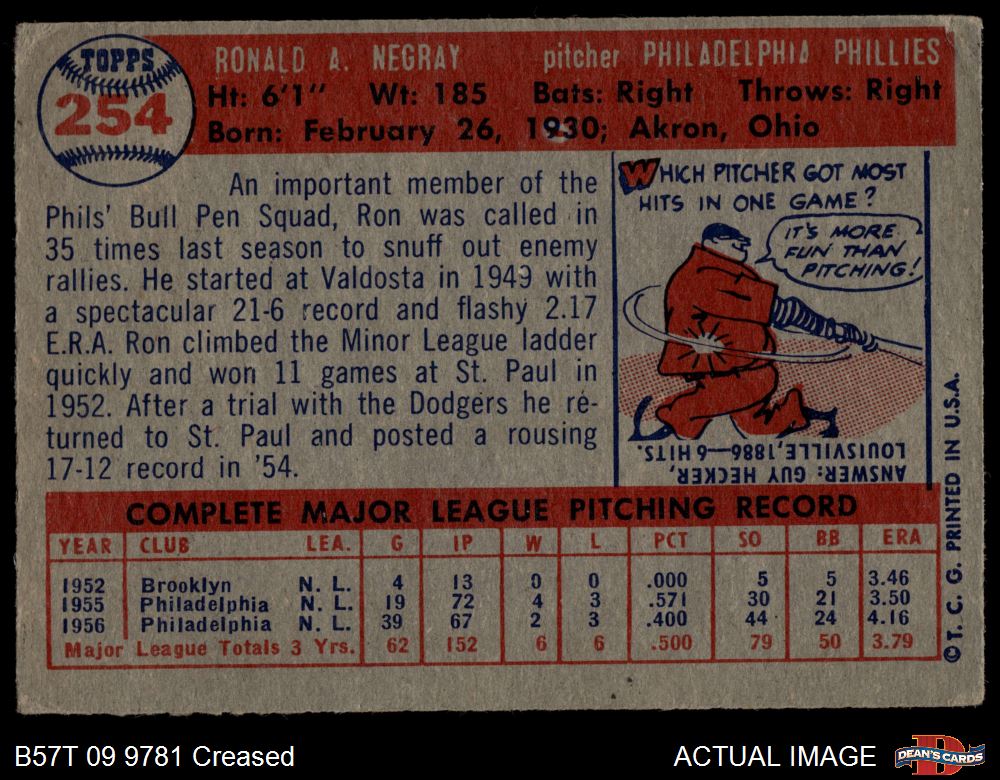 TOPPS
254
RONALD A. NEGRAY pitcher PHILADELPHIA PHILLIES
Ht: 6'1" Wt: 185 Bats: Right Throws: Right
Born: February 26, 1930; Akron, Ohio
An important member of the
Phils' Bull Pen Squad, Ron was called in
35 times last season to snuff out enemy
rallies. He started at Valdosta in 1949 with
a spectacular 21-6 record and flashy 2.17
E.R.A. Ron climbed the Minor League ladder
quickly and won 11 games at St. Paul in
1952. After a trial with the Dodgers he re-
turned to St. Paul and posted a rousing
17-12 record in '54.
WHICH PITCHER GOT MOST
HITS IN ONE GAME?
IT'S MORE
FUN THAN
PITCHING!
ANSWER: GUY HECKER,
LOUISVILLE, 1886—6 HITS.
COMPLETE MAJOR LEAGUE PITCHING RECORD
YEAR CLUB LEA. G IP W L PCT SO BB ERA
1952 Brooklyn N. L. 4 13 0 0 .000 5 5 3.46
1955 Philadelphia N. L. 19 72 4 3 .571 30 21 3.50
1956 Philadelphia N. L. 39 67 2 3 .400 44 24 4.16
Major League Totals 3 Yrs. 62 152 6 6 .500 79 50 3.79
© T. C. G. PRINTED IN U.S.A.
B57T 09 9781 Creased
ACTUAL IMAGE
DEAN'S CARDS